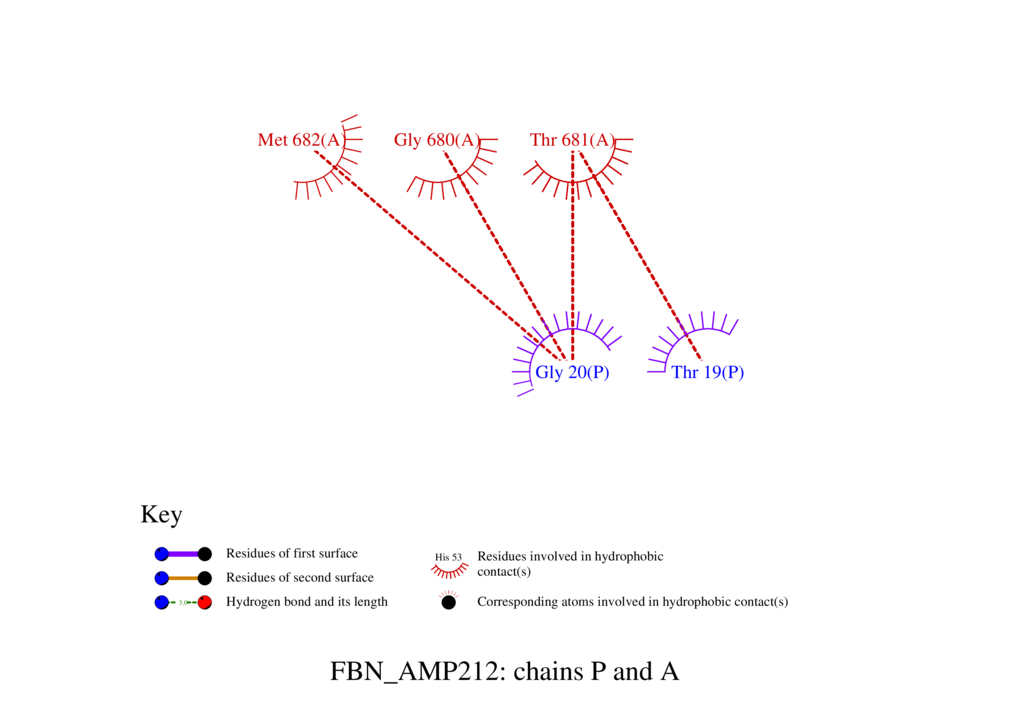 Met 682(A) Gly 680(A) Thr 681(A)
Gly 20(P) Thr 19(P)
Key
Residues of first surface
Residues of second surface
Hydrogen bond and its length
His 53
Residues involved in hydrophobic
contact(s)
Corresponding atoms involved in hydrophobic contact(s)
FBN_AMP212: chains P and A